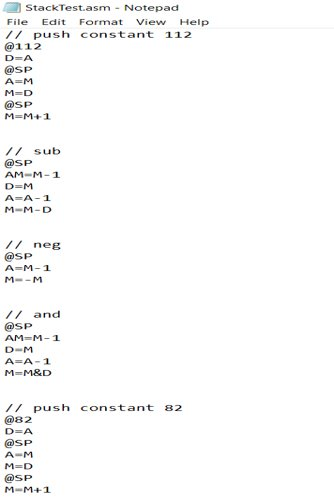 StackTest.asm - Notepad
File Edit Format View Help
// push constant 112
@112
D=A
@SP
A=M
M=D
@SP
M=M+1
// sub
@SP
AM=M-1
D=M
A=A-1
M=M-D
// neg
@SP
A=M-1
M=-M
// and
@SP
AM=M-1
D=M
A=A-1
M=M&D
// push constant 82
@82
D=A
@SP
A=M
M=D
@SP
M=M+1